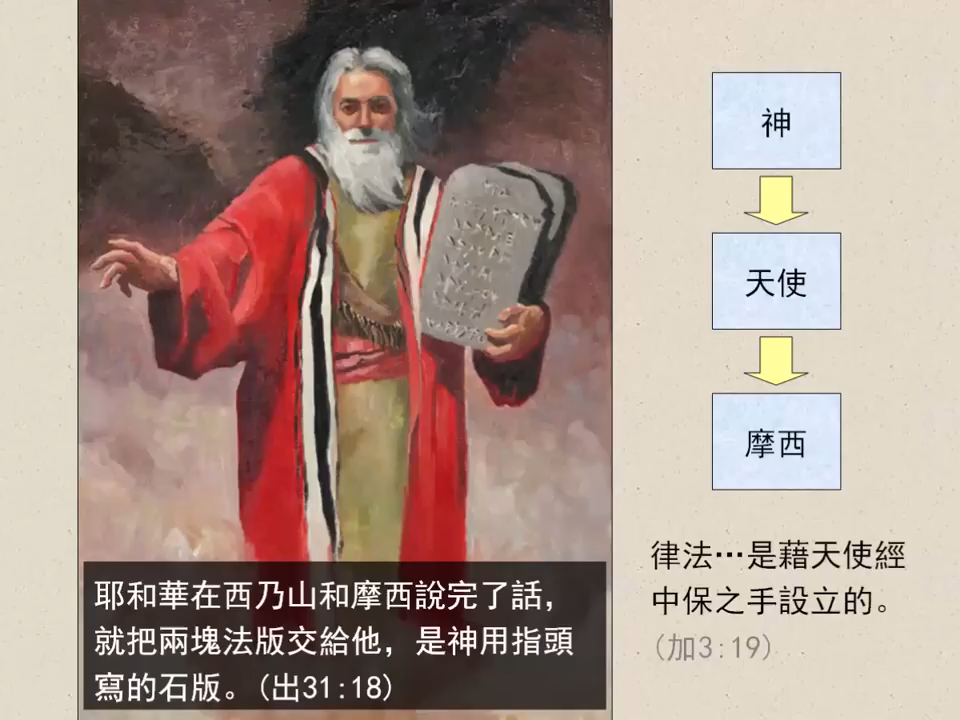 神
天使
摩西
耶和華在西乃山和摩西說完了話，
就把兩塊法版交給他，是神用指頭
寫的石版。(出31:18)
律法…是藉天使經
中保之手設立的。
(加3:19)